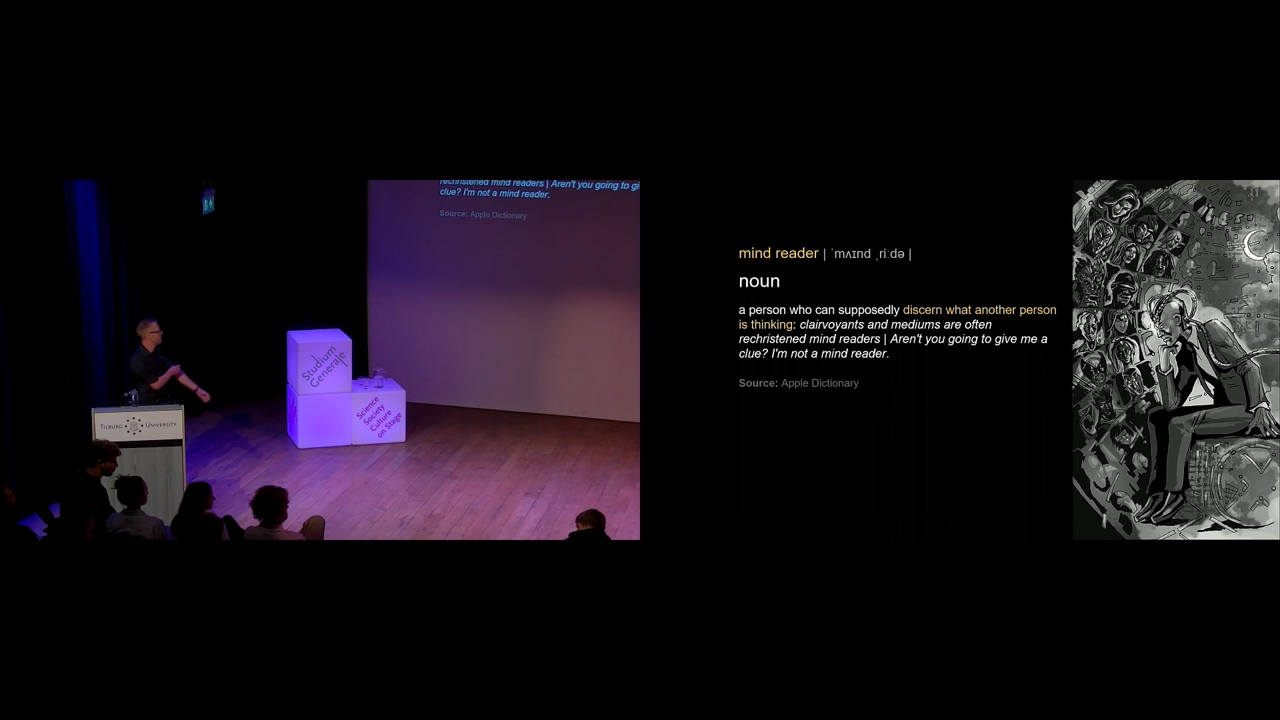 rechristened mind readers | Aren't you going to gi
clue? I'm not a mind reader.
Source: Apple Dictionary
Studium
Generale
Science
Society
Culture
on Stage
TILBURG UNIVERSITY
mind reader | ˈmʌɪnd ˌriːdə |
noun
a person who can supposedly discern what another person
is thinking: clairvoyants and mediums are often
rechristened mind readers | Aren't you going to give me a
clue? I'm not a mind reader.
Source: Apple Dictionary